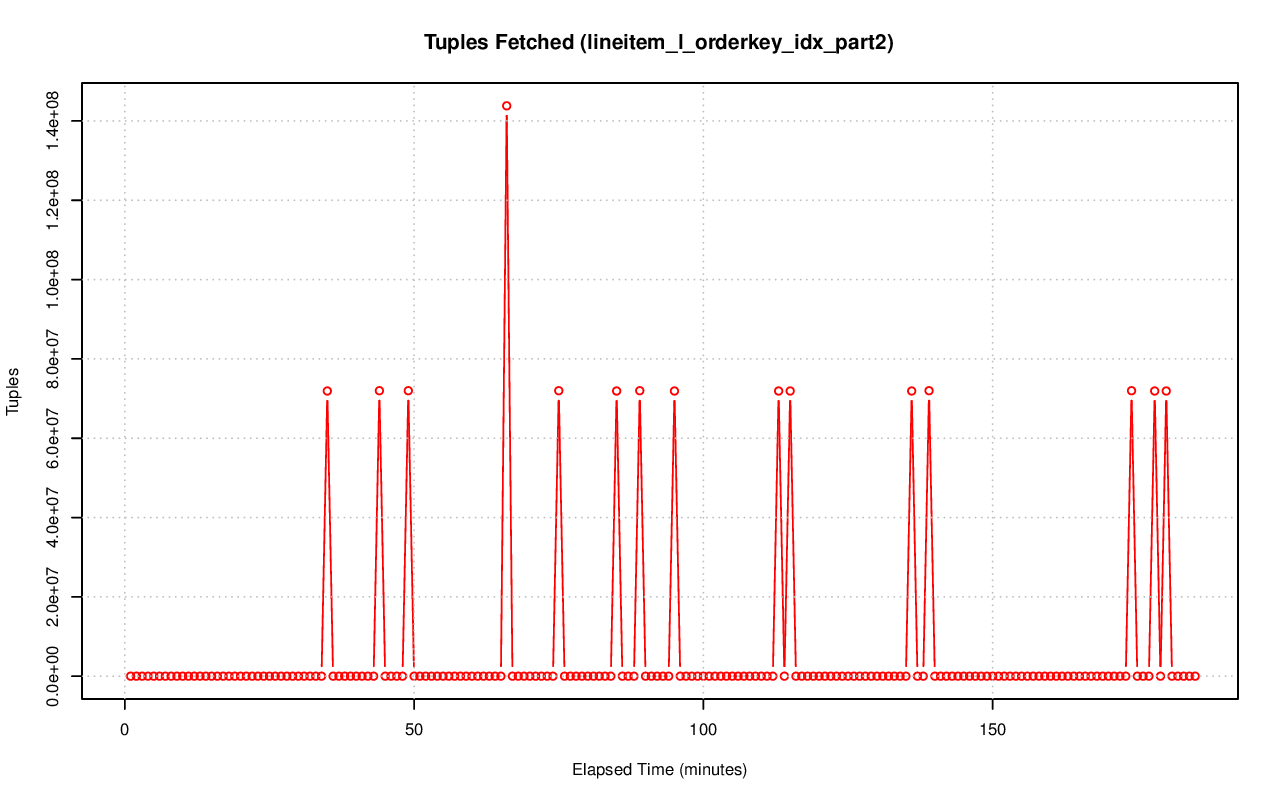 Tuples Fetched (lineitem_l_orderkey_idx_part2)
1.4e+08
1.2e+08
1.0e+08
8.0e+07
6.0e+07
4.0e+07
2.0e+07
0.0e+00
Tuples
0 50 100 150
Elapsed Time (minutes)